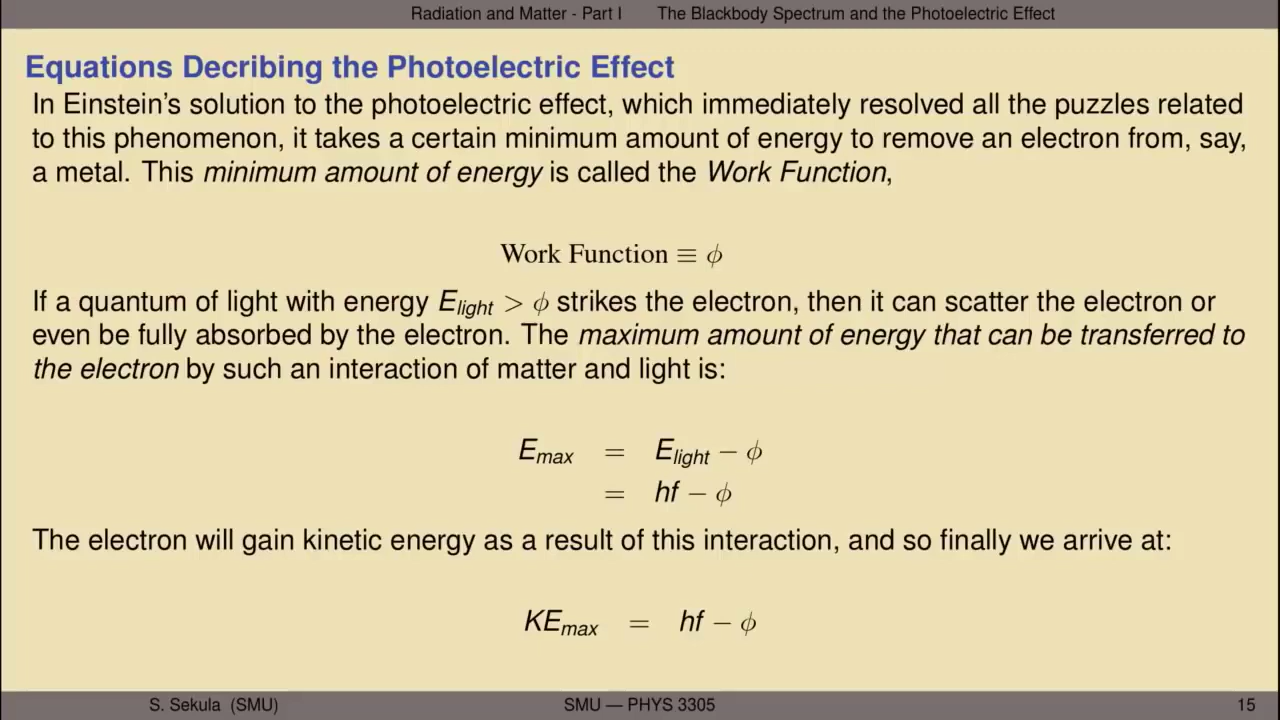 Radiation and Matter - Part I The Blackbody Spectrum and the Photoelectric Effect
Equations Decribing the Photoelectric Effect
In Einstein's solution to the photoelectric effect, which immediately resolved all the puzzles related
to this phenomenon, it takes a certain minimum amount of energy to remove an electron from, say,
a metal. This minimum amount of energy is called the Work Function,
Work Function ≡ ϕ
If a quantum of light with energy E_light > ϕ strikes the electron, then it can scatter the electron or
even be fully absorbed by the electron. The maximum amount of energy that can be transferred to
the electron by such an interaction of matter and light is:
E_max = E_light − ϕ
= hf − ϕ
The electron will gain kinetic energy as a result of this interaction, and so finally we arrive at:
KE_max = hf − ϕ
S. Sekula (SMU) SMU — PHYS 3305 15